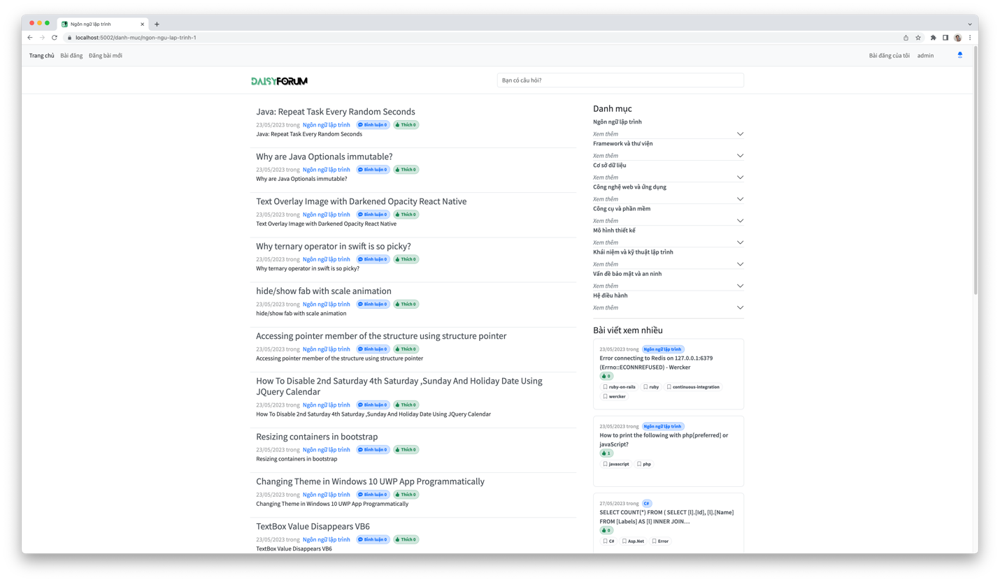 Ngôn ngữ lập trình
localhost:5002/danh-muc/ngon-ngu-lap-trinh-1
Trang chủ Bài đăng Đăng bài mới
Bài đăng của tôi admin
DAISYFORUM
Bạn có câu hỏi?
Java: Repeat Task Every Random Seconds
23/05/2023 trong Ngôn ngữ lập trình Bình luận 0 Thích 0
Java: Repeat Task Every Random Seconds
Why are Java Optionals immutable?
23/05/2023 trong Ngôn ngữ lập trình Bình luận 0 Thích 0
Why are Java Optionals immutable?
Text Overlay Image with Darkened Opacity React Native
23/05/2023 trong Ngôn ngữ lập trình Bình luận 0 Thích 0
Text Overlay Image with Darkened Opacity React Native
Why ternary operator in swift is so picky?
23/05/2023 trong Ngôn ngữ lập trình Bình luận 0 Thích 0
Why ternary operator in swift is so picky?
hide/show fab with scale animation
23/05/2023 trong Ngôn ngữ lập trình Bình luận 0 Thích 0
hide/show fab with scale animation
Accessing pointer member of the structure using structure pointer
23/05/2023 trong Ngôn ngữ lập trình Bình luận 0 Thích 0
Accessing pointer member of the structure using structure pointer
How To Disable 2nd Saturday 4th Saturday ,Sunday And Holiday Date Using
JQuery Calendar
23/05/2023 trong Ngôn ngữ lập trình Bình luận 0 Thích 0
How To Disable 2nd Saturday 4th Saturday ,Sunday And Holiday Date Using JQuery Calendar
Resizing containers in bootstrap
23/05/2023 trong Ngôn ngữ lập trình Bình luận 0 Thích 0
Resizing containers in bootstrap
Changing Theme in Windows 10 UWP App Programmatically
23/05/2023 trong Ngôn ngữ lập trình Bình luận 0 Thích 0
Changing Theme in Windows 10 UWP App Programmatically
TextBox Value Disappears VB6
23/05/2023 trong Ngôn ngữ lập trình Bình luận 0 Thích 0
TextBox Value Disappears VB6
Danh mục
Ngôn ngữ lập trình
Xem thêm
Framework và thư viện
Xem thêm
Cơ sở dữ liệu
Xem thêm
Công nghệ web và ứng dụng
Xem thêm
Công cụ và phần mềm
Xem thêm
Mô hình thiết kế
Xem thêm
Khái niệm và kỹ thuật lập trình
Xem thêm
Vấn đề bảo mật và an ninh
Xem thêm
Hệ điều hành
Xem thêm
Bài viết xem nhiều
23/05/2023 trong Ngôn ngữ lập trình
Error connecting to Redis on 127.0.0.1:6379
(Errno::ECONNREFUSED) - Wercker
0
ruby-on-rails ruby continuous-integration
wercker
23/05/2023 trong Ngôn ngữ lập trình
How to print the following with php[preferred] or
javaScript?
1
javascript php
27/05/2023 trong C#
SELECT COUNT(*) FROM ( SELECT [l].[Id], [l].[Name]
FROM [Labels] AS [l] INNER JOIN...
0
C# Asp.Net Error